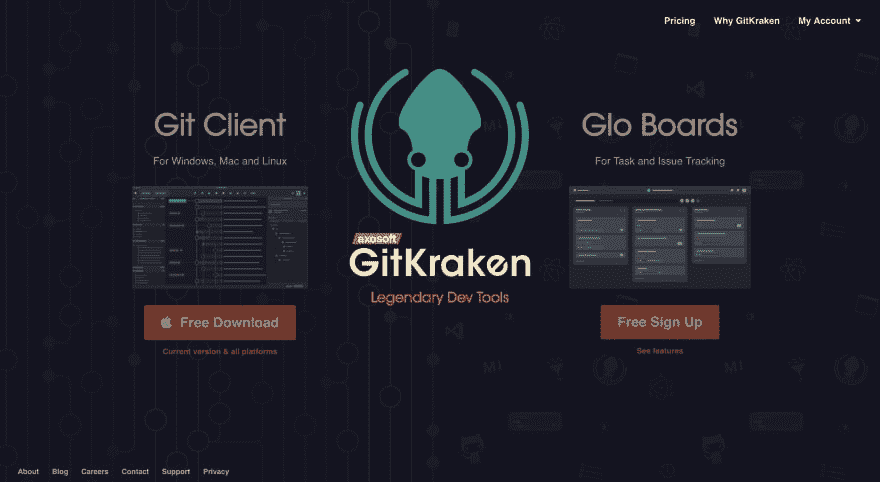 Pricing Why GitKraken My Account
Git Client
For Windows, Mac and Linux
Free Download
Current version & all platforms
axosoft
GitKraken
Legendary Dev Tools
Glo Boards
For Task and Issue Tracking
Free Sign Up
See features
About Blog Careers Contact Support Privacy